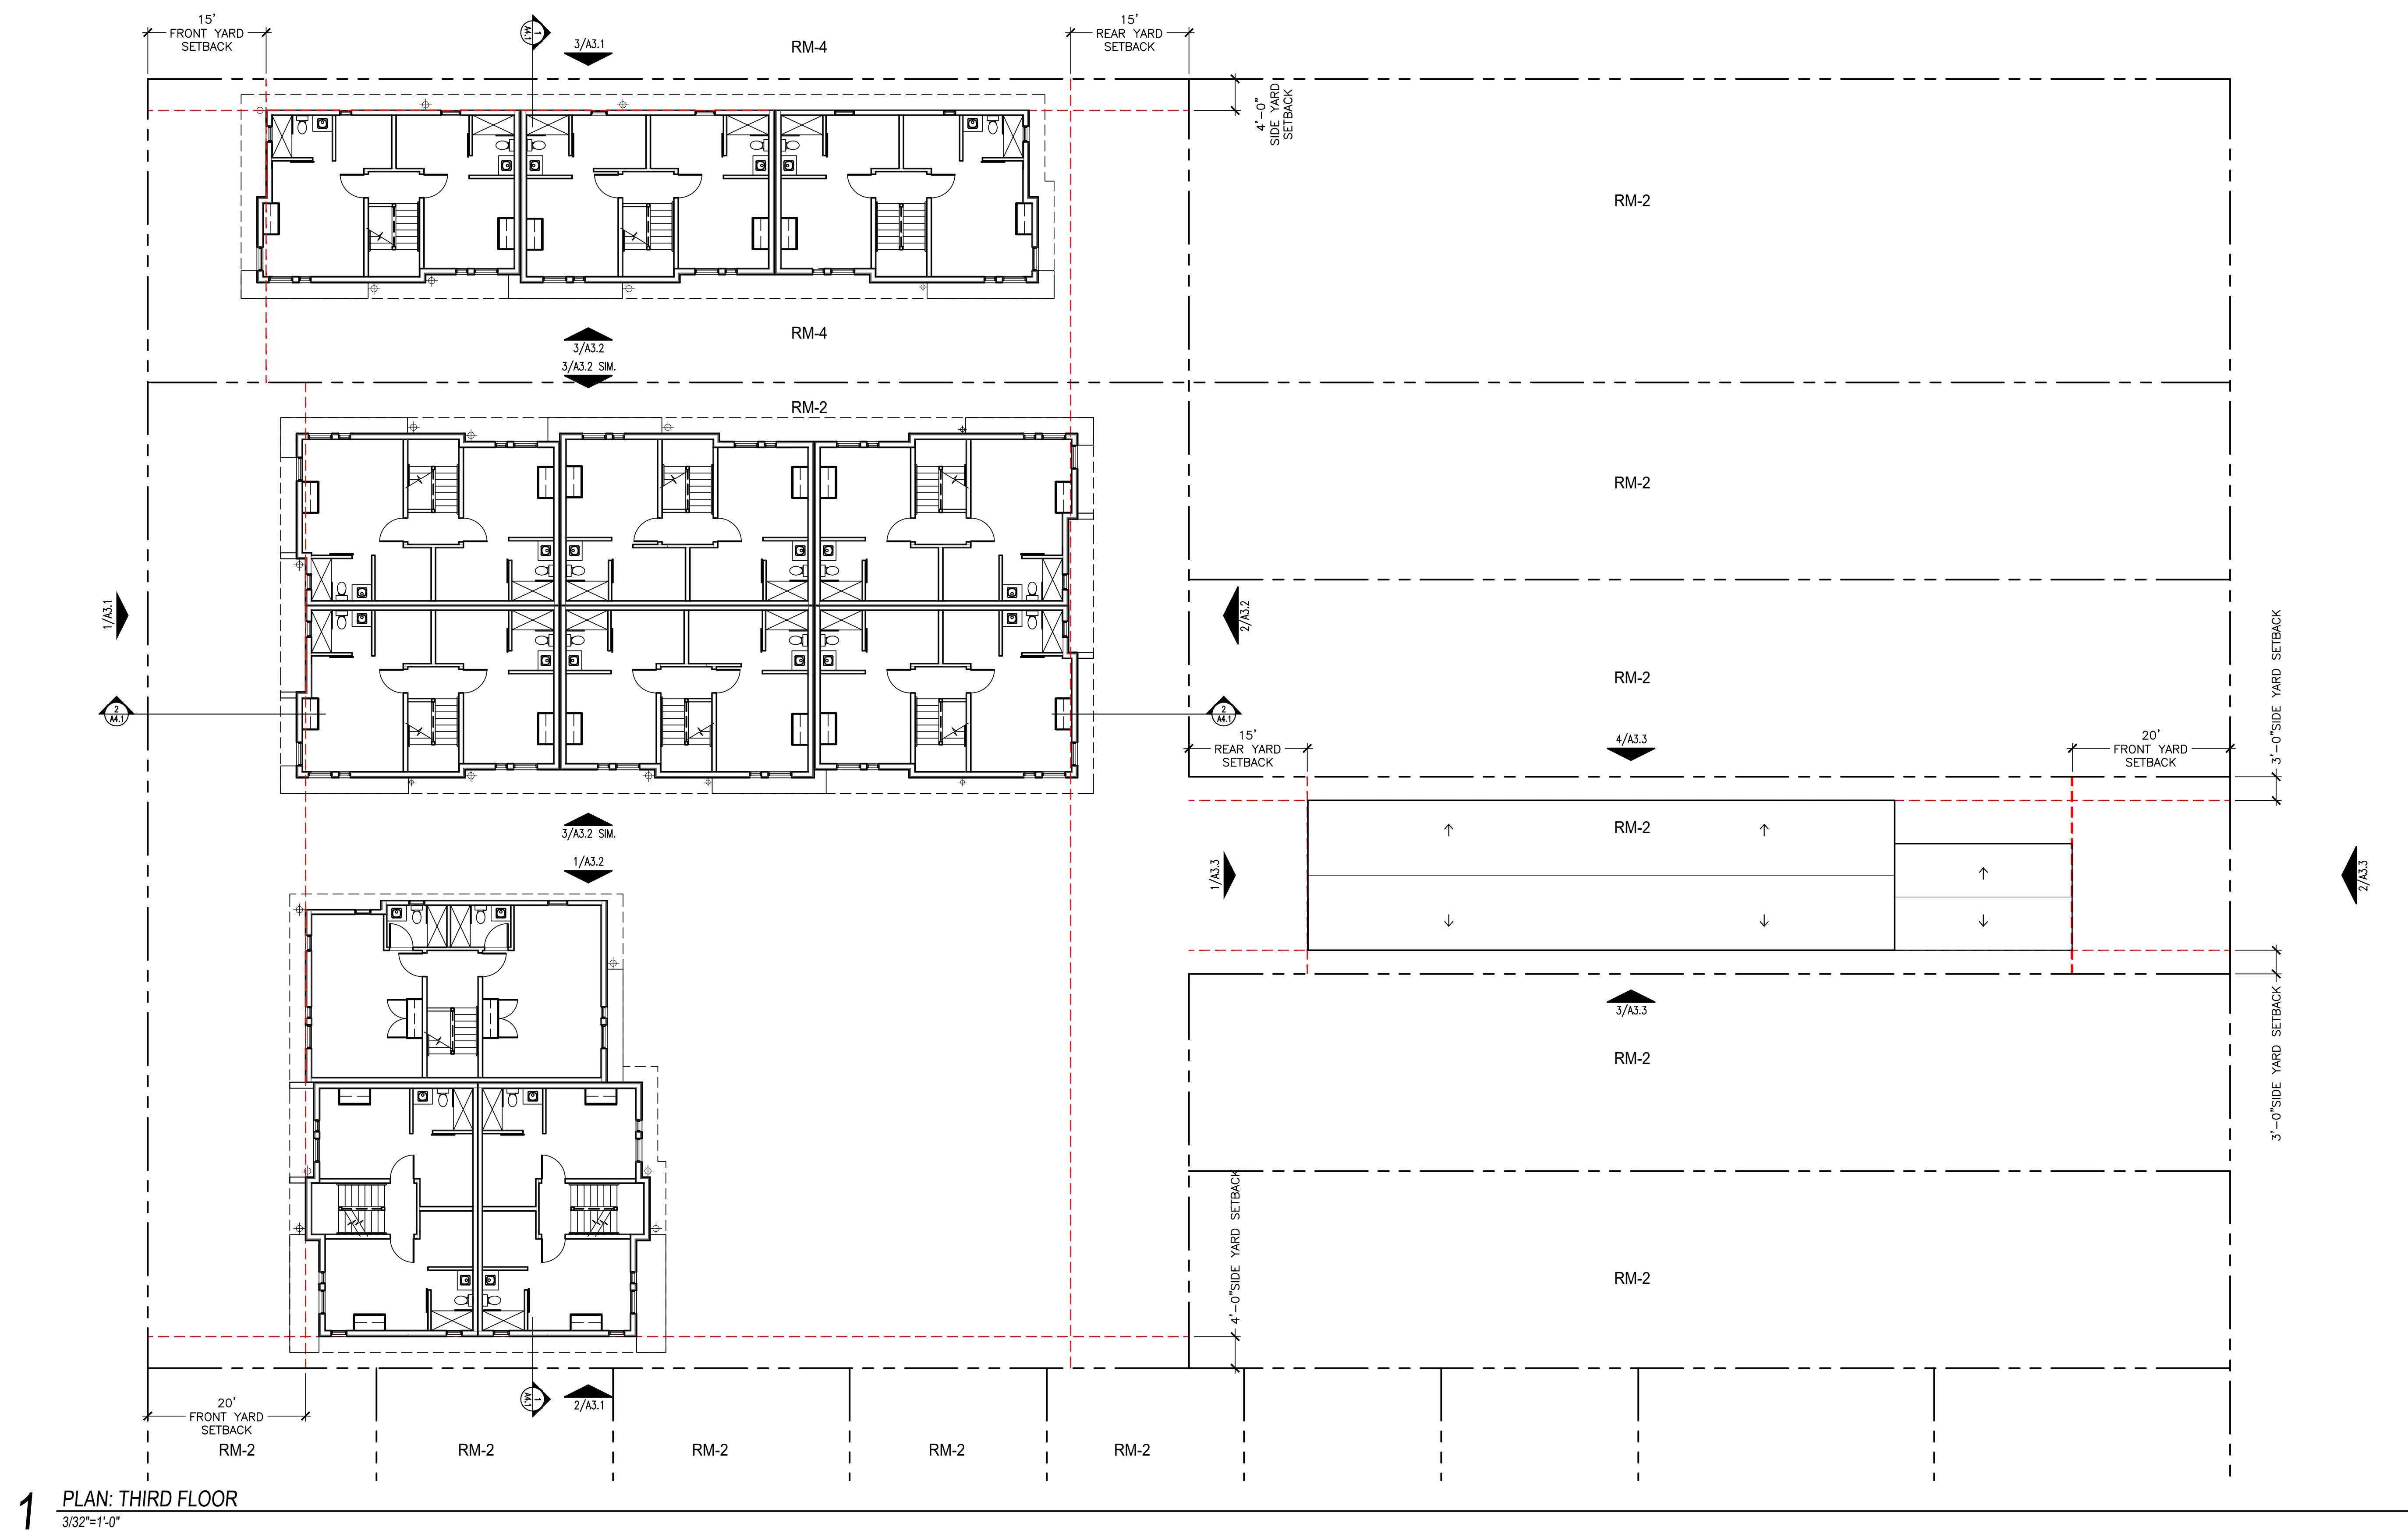 15'
FRONT YARD
SETBACK
1
A4.1
3/A3.1
RM-4
15'
REAR YARD
SETBACK
4'-0"
SIDE YARD
SETBACK
RM-2
RM-4
3/A3.2
3/A3.2 SIM.
RM-2
RM-2
1/A3.1
2/A3.2
3'-0"SIDE YARD SETBACK
RM-2
2
A4.1
2
A4.1
15'
REAR YARD
SETBACK
4/A3.3
20'
FRONT YARD
SETBACK
3/A3.2 SIM.
1/A3.2
RM-2
1/A3.3
2/A3.3
3/A3.3
3'-0"SIDE YARD SETBACK
RM-2
4'-0"SIDE YARD SETBACK
RM-2
20'
FRONT YARD
SETBACK
1
A4.1
2/A3.1
RM-2
RM-2
RM-2
RM-2
RM-2
1
PLAN: THIRD FLOOR
3/32"=1'-0"